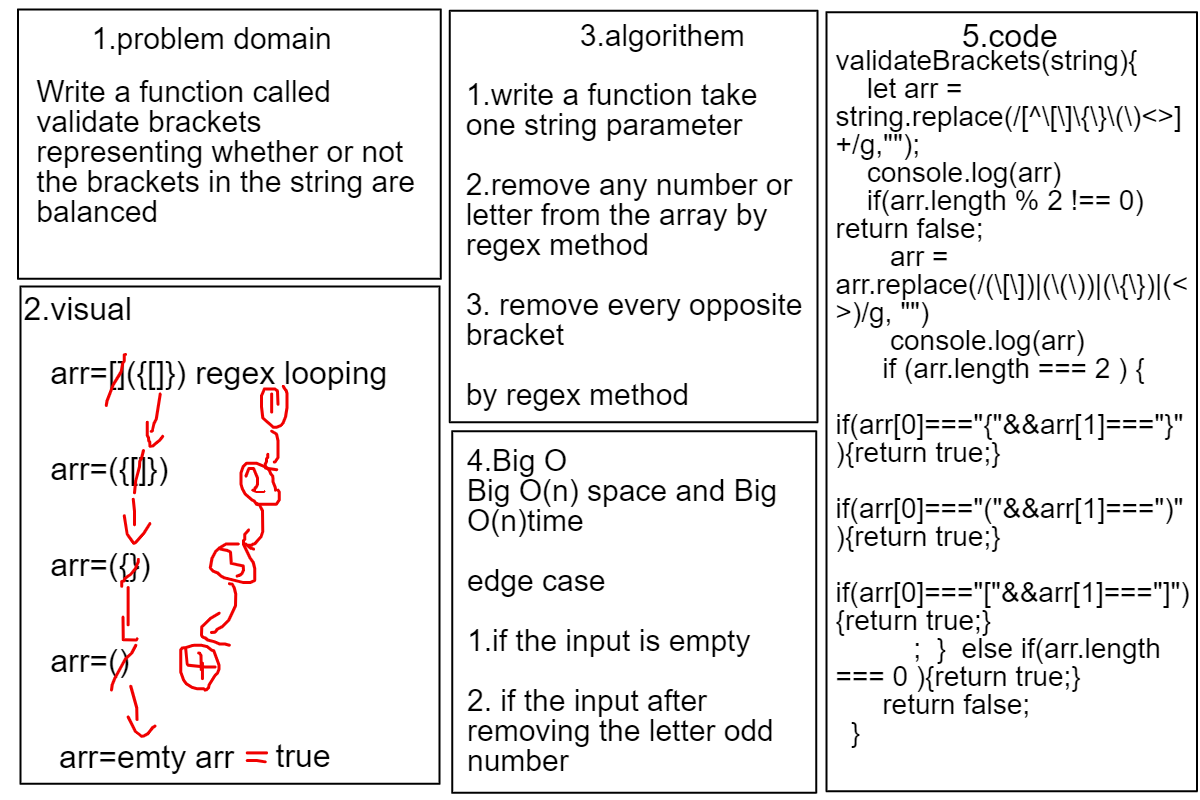 1.problem domain
Write a function called
validate brackets
representing whether or not
the brackets in the string are
balanced
2.visual
arr=[]({[]}) regex looping
1
arr=({[]})
2
arr=({})
3
arr=()
4
arr=emty arr = true
3.algorithem
1.write a function take
one string parameter
2.remove any number or
letter from the array by
regex method
3. remove every opposite
bracket
by regex method
4.Big O
Big O(n) space and Big
O(n)time
edge case
1.if the input is empty
2. if the input after
removing the letter odd
number
5.code
validateBrackets(string){
let arr =
string.replace(/[^\[\]\{\}\(\)<>]
+/g,"");
console.log(arr)
if(arr.length % 2 !== 0)
return false;
arr =
arr.replace(/(\[\])|(\(\))|(\{\})|(<
>)/g, "")
console.log(arr)
if (arr.length === 2 ) {
if(arr[0]==="{"&&arr[1]==="}"
){return true;}
if(arr[0]==="("&&arr[1]===")"
){return true;}
if(arr[0]==="["&&arr[1]==="]")
{return true;}
; } else if(arr.length
=== 0 ){return true;}
return false;
}